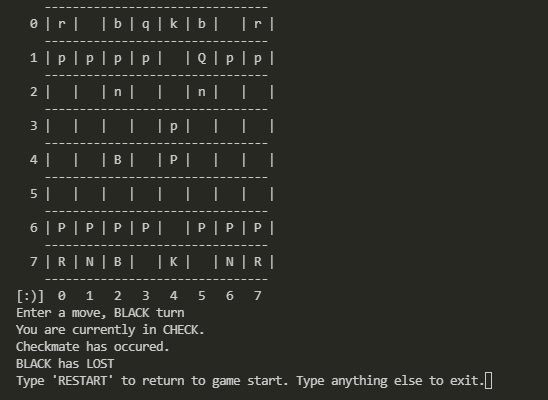 -------------------------------
0 | r |   | b | q | k | b |   | r |
-------------------------------
1 | p | p | p | p |   | Q | p | p |
-------------------------------
2 |   |   | n |   |   | n |   |   |
-------------------------------
3 |   |   |   |   | p |   |   |   |
-------------------------------
4 |   |   | B |   | P |   |   |   |
-------------------------------
5 |   |   |   |   |   |   |   |   |
-------------------------------
6 | P | P | P | P |   | P | P | P |
-------------------------------
7 | R | N | B |   | K |   | N | R |
-------------------------------
[:)] 0 1 2 3 4 5 6 7
Enter a move, BLACK turn
You are currently in CHECK.
Checkmate has occured.
BLACK has LOST
Type 'RESTART' to return to game start. Type anything else to exit.